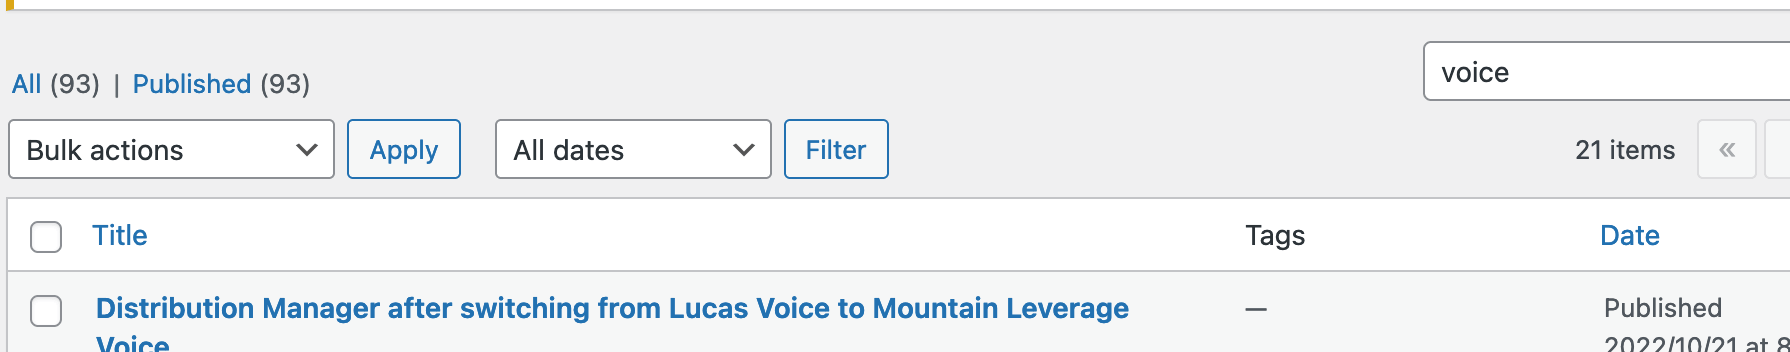 voice
All (93) | Published (93)
Bulk actions Apply All dates Filter 21 items «
Title Tags Date
Distribution Manager after switching from Lucas Voice to Mountain Leverage — Published
Voice 2022/10/21 at